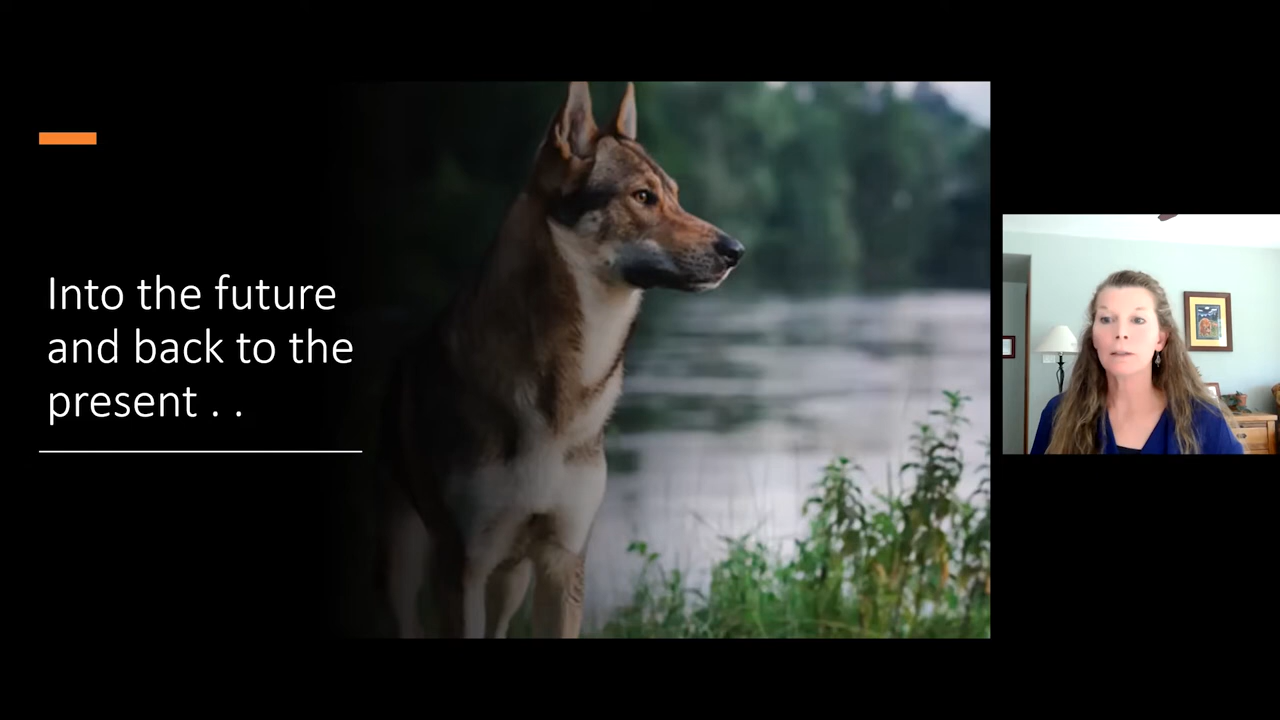 Into the future
and back to the
present . .